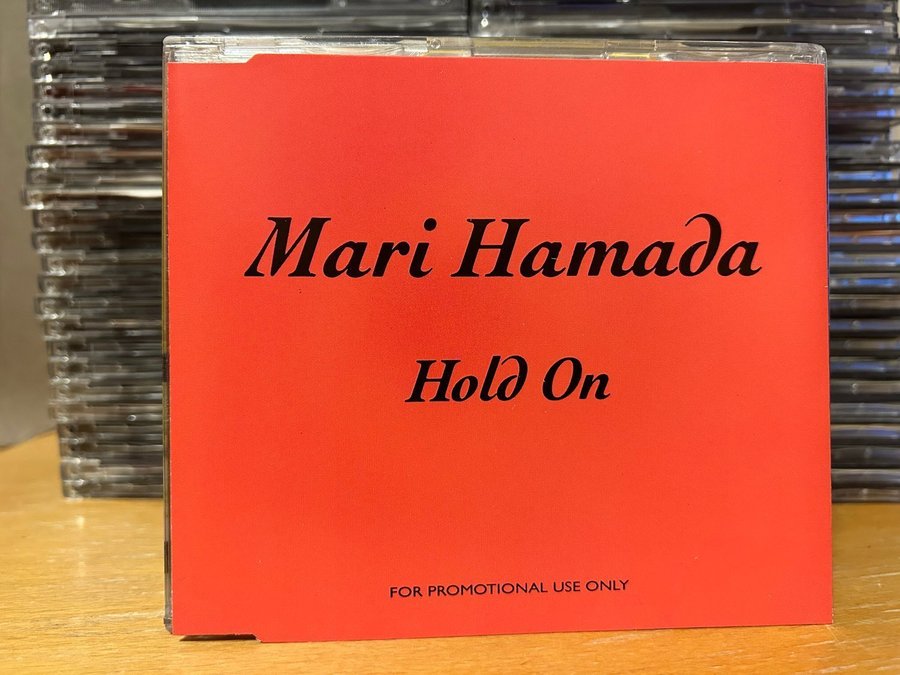 Mari Hamada
Hold On
FOR PROMOTIONAL USE ONLY